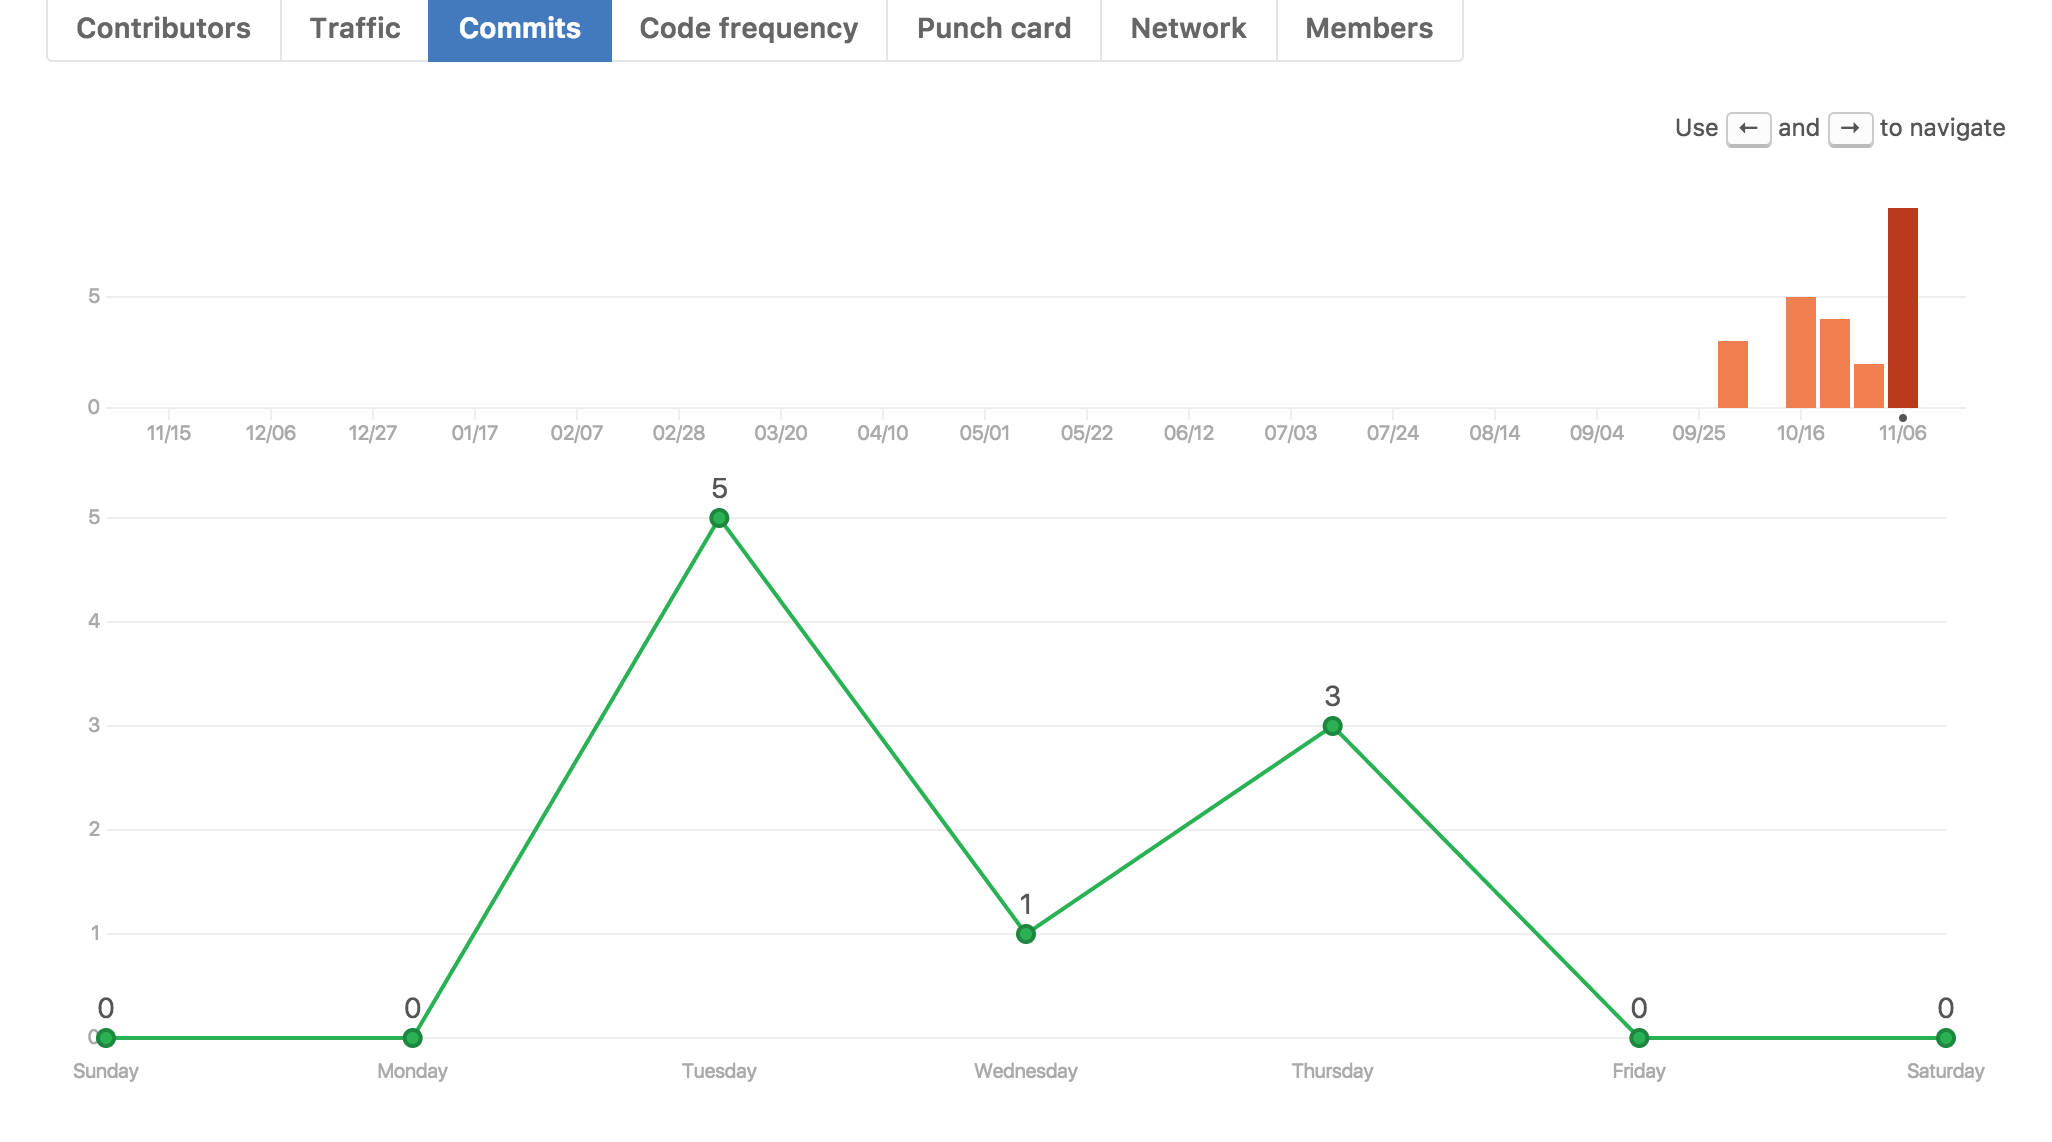 Contributors Traffic Commits Code frequency Punch card Network Members
Use ← and → to navigate
5
0
11/15 12/06 12/27 01/17 02/07 02/28 03/20 04/10 05/01 05/22 06/12 07/03 07/24 08/14 09/04 09/25 10/16 11/06
5
5
4
3
3
2
1
1
0 0 0 0
0
Sunday Monday Tuesday Wednesday Thursday Friday Saturday